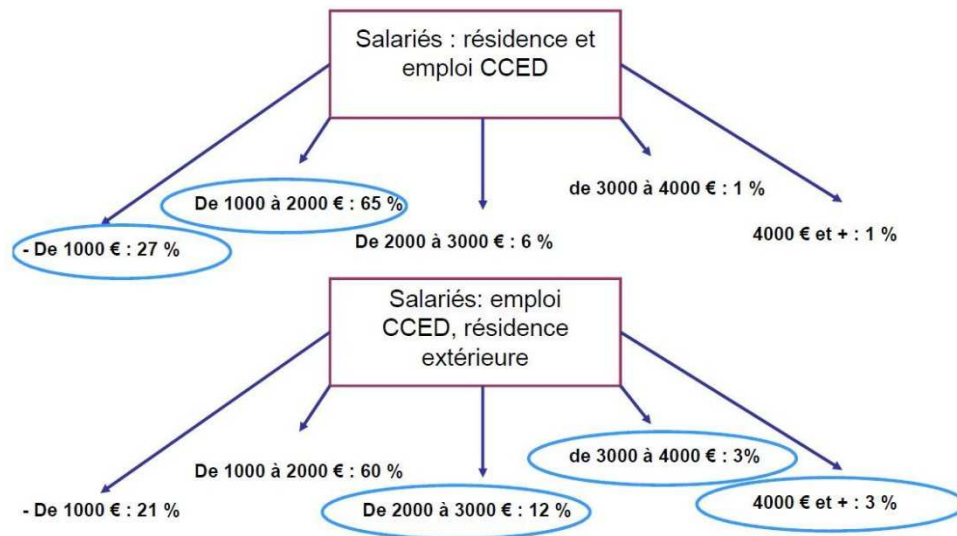 Salariés : résidence et
emploi CCED
- De 1000 € : 27 %
De 1000 à 2000 € : 65 %
De 2000 à 3000 € : 6 %
de 3000 à 4000 € : 1 %
4000 € et + : 1 %
Salariés: emploi
CCED, résidence
extérieure
- De 1000 € : 21 %
De 1000 à 2000 € : 60 %
De 2000 à 3000 € : 12 %
de 3000 à 4000 € : 3%
4000 € et + : 3 %